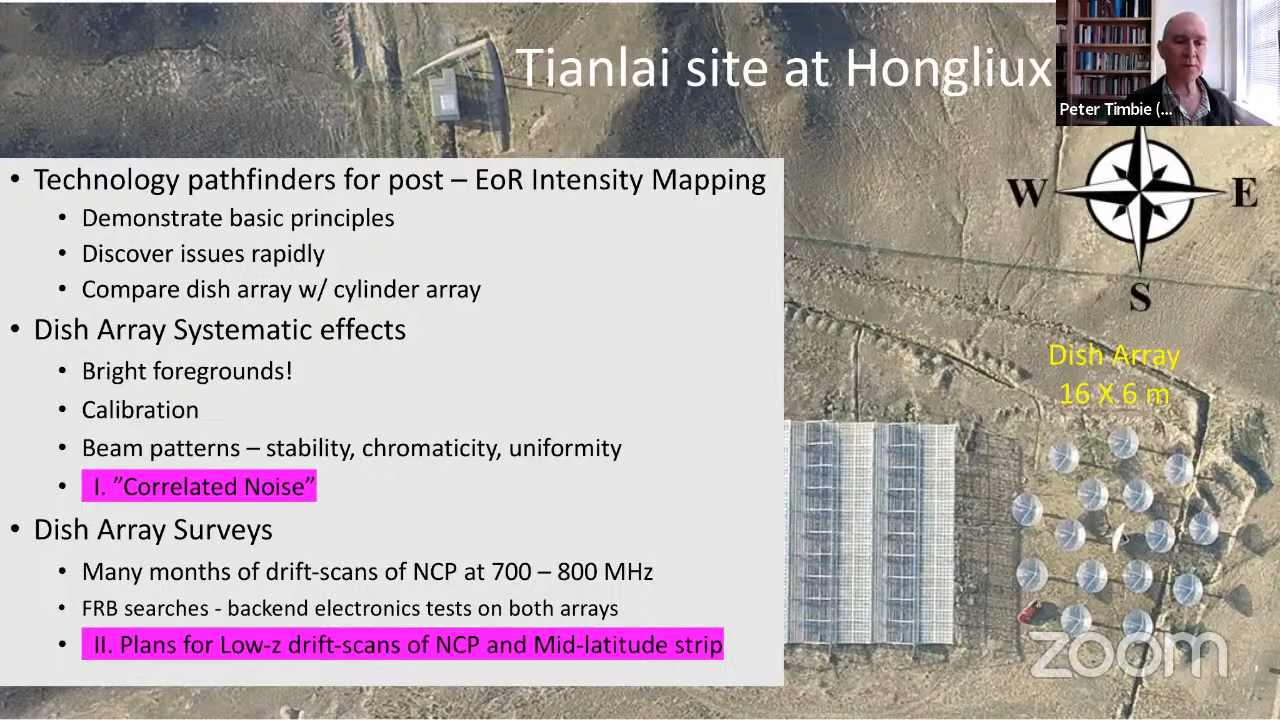 Tianlai site at Hongliux
Peter Timbie (...
W
E
S
• Technology pathfinders for post – EoR Intensity Mapping
• Demonstrate basic principles
• Discover issues rapidly
• Compare dish array w/ cylinder array
• Dish Array Systematic effects
• Bright foregrounds!
• Calibration
• Beam patterns – stability, chromaticity, uniformity
• I. ”Correlated Noise”
• Dish Array Surveys
• Many months of drift-scans of NCP at 700 – 800 MHz
• FRB searches - backend electronics tests on both arrays
• II. Plans for Low-z drift-scans of NCP and Mid-latitude strip
Dish Array
16 X 6 m
zoom